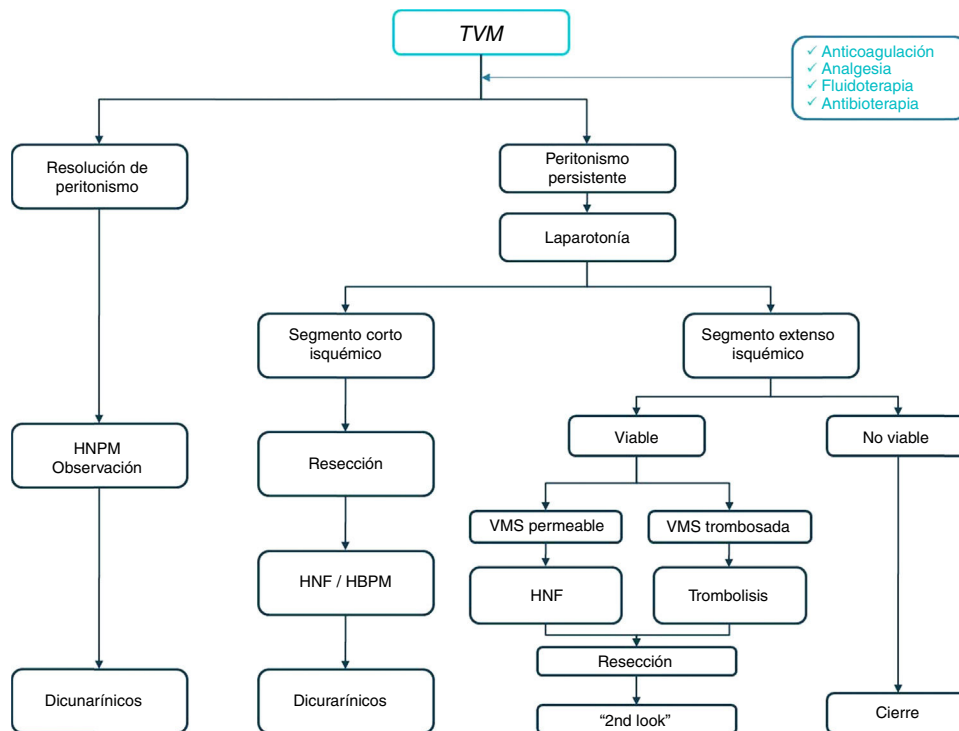 TVM
✓ Anticoagulación
✓ Analgesia
✓ Fluidoterapia
✓ Antibioterapia
Resolución de
peritonismo
Peritonismo
persistente
Laparotonía
Segmento corto
isquémico
Segmento extenso
isquémico
HNPM
Observación
Resección
Viable
No viable
VMS permeable
VMS trombosada
HNF / HBPM
HNF
Trombolisis
Resección
Dicunarínicos
Dicurarínicos
"2nd look"
Cierre